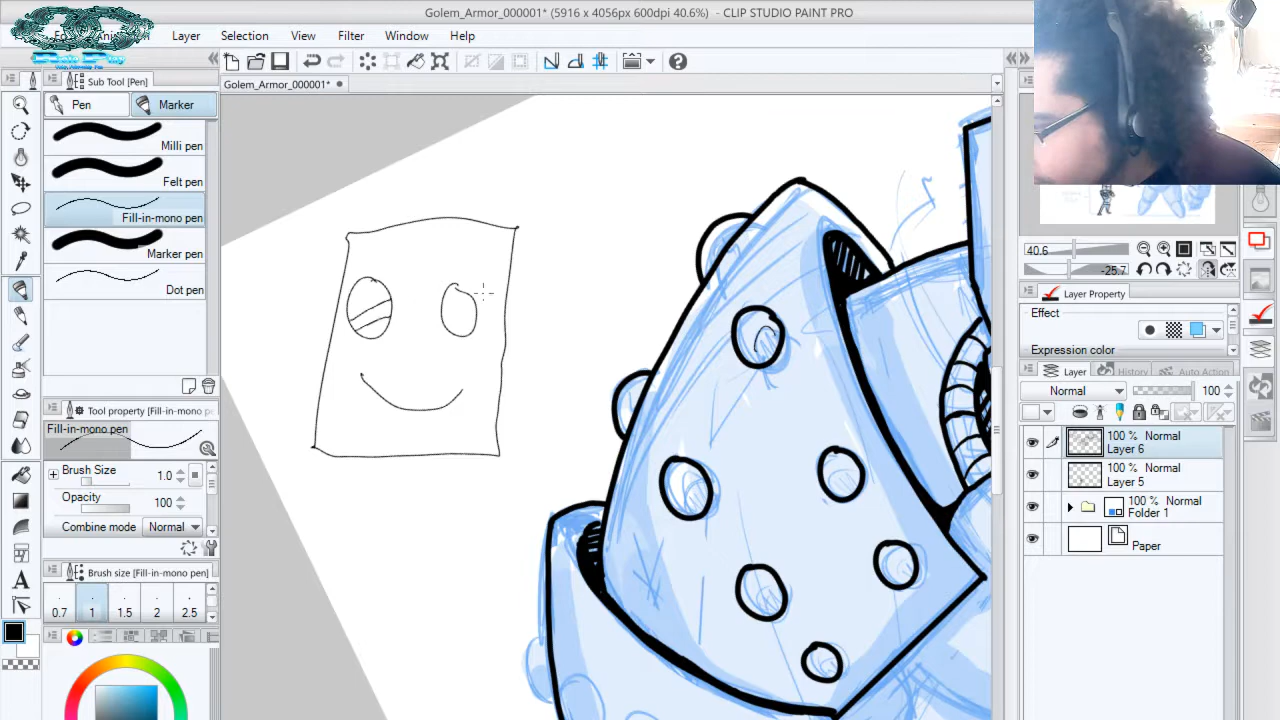 Golem_Armor_000001* (5916 x 4056px 600dpi 40.6%) - CLIP STUDIO PAINT PRO
Layer Selection View Filter Window Help
Sub Tool [Pen]
Golem_Armor_000001*
Pen Marker
Milli pen
Felt pen
Fill-in-mono pen
Marker pen
Dot pen
Tool property [Fill-in-mono p
Fill-in-mono pen
Brush Size 1.0
Opacity 100
Combine mode Normal
Brush size [Fill-in-mono pen]
0.7 1 1.5 2 2.5
40.6
-25.7
Layer Property
Effect
Expression color
Layer History Auto Action
Normal 100
100 % Normal
Layer 6
100 % Normal
Layer 5
100 % Normal
Folder 1
Paper